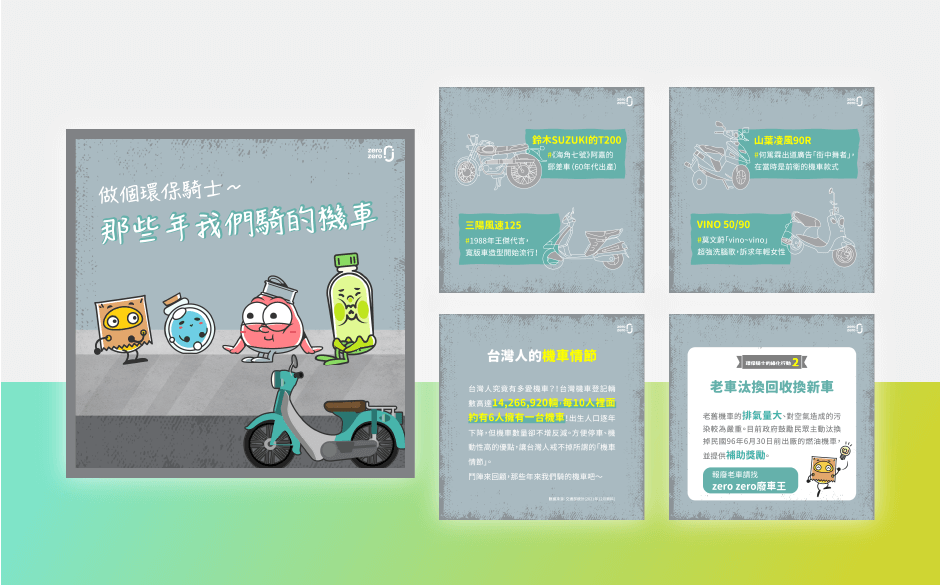 zero
zero
做個環保騎士～
那些年我們騎的機車
zero
zero
鈴木SUZUKI的T200
#《海角七號》阿嘉的
郵差車(60年代出產)
三陽風速125
#1988年王傑代言，
寬版車造型開始流行!
zero
zero
山葉凌風90R
#何篤霖出道廣告「街中舞者」，
在當時是前衛的機車款式
VINO 50/90
#莫文蔚「vino~vino」
超強洗腦歌，訴求年輕女性
zero
zero
台灣人的機車情節
台灣人究竟有多愛機車?!台灣機車登記輛
數高達14,266,920輛，每10人裡面
約有6人擁有一台機車!出生人口逐年
下降，但機車數量卻不增反減。方便停車、機
動性高的優點，讓台灣人戒不掉所謂的「機車
情節」。
鬥陣來回顧，那些年來我們騎的機車吧~
zero
zero
2
老車汰換回收換新車
老舊機車的排氣量大，對空氣造成的污
染較為嚴重。目前政府鼓勵民眾主動汰換
掉民國96年6月30日前出廠的燃油機車，
並提供補助獎勵。
報廢老車請找
zero zero廢車王